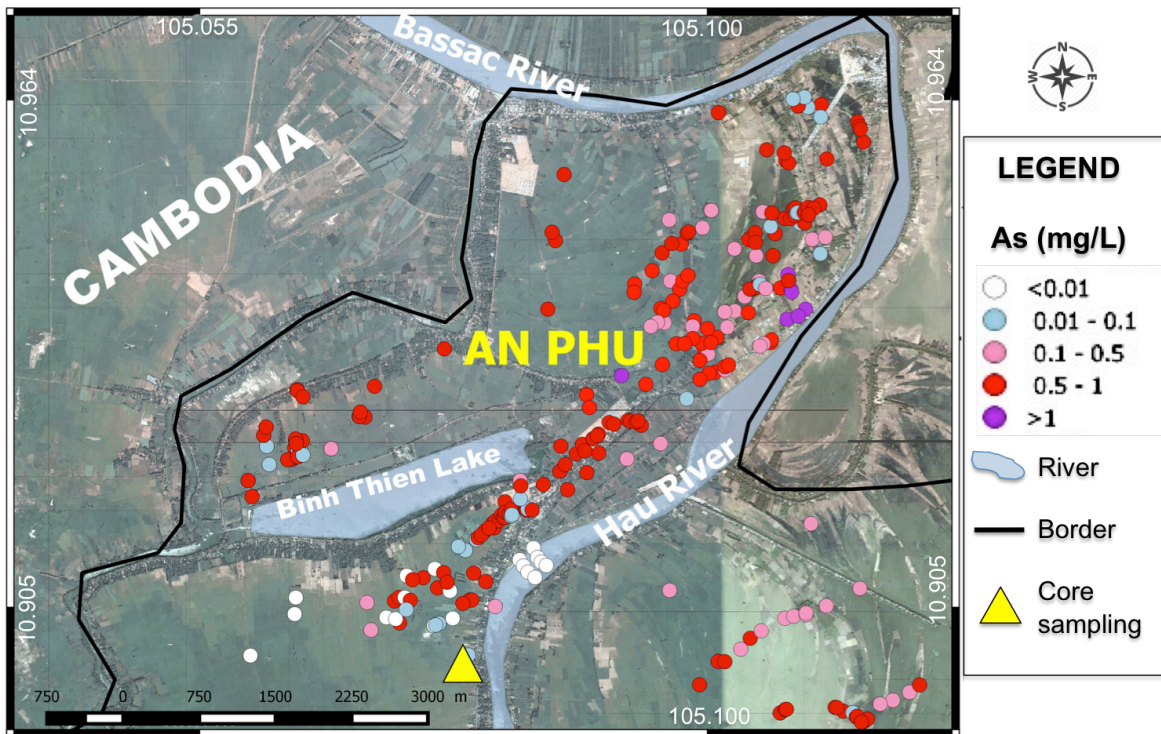 105.055
105.100
Bassac River
10.964
10.964
N
W
E
S
CAMBODIA
LEGEND
As (mg/L)
<0.01
0.01 - 0.1
0.1 - 0.5
0.5 - 1
>1
AN PHU
River
Binh Thien Lake
Hau River
Border
10.905
10.905
Core
sampling
750 0 750 1500 2250 3000 m
105.100